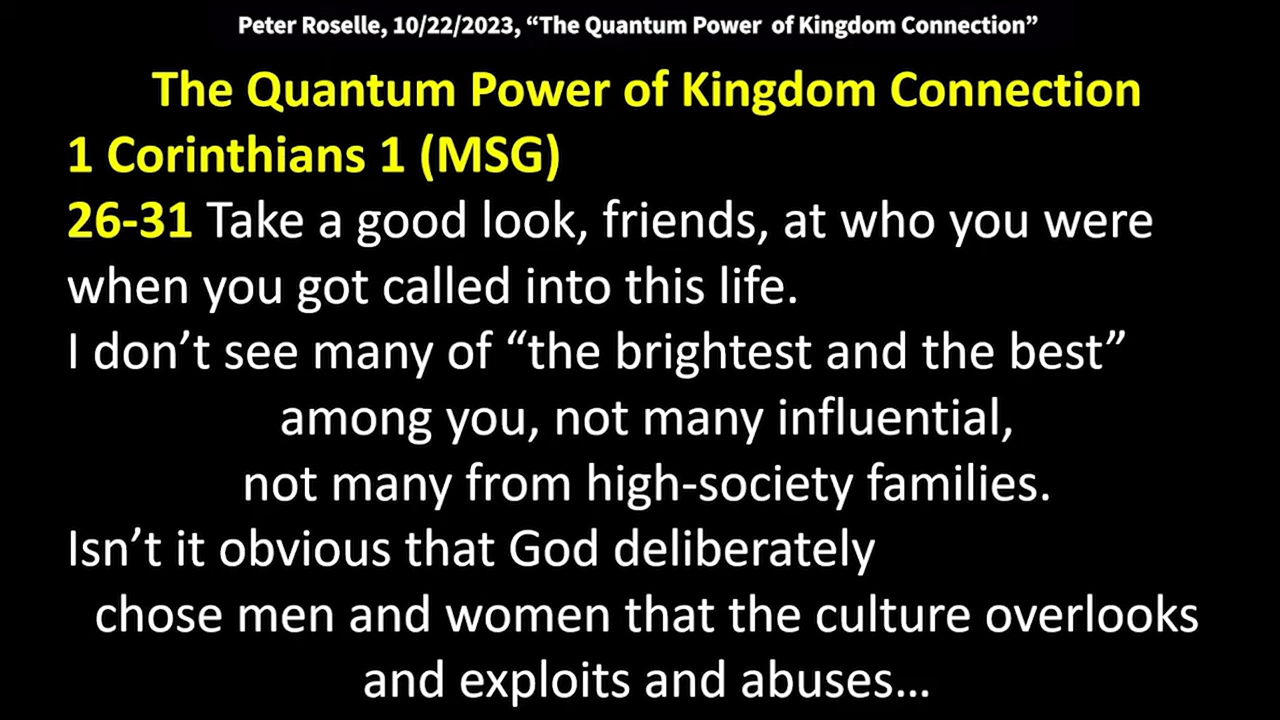 Peter Roselle, 10/22/2023, “The Quantum Power of Kingdom Connection”
The Quantum Power of Kingdom Connection
1 Corinthians 1 (MSG)
26-31 Take a good look, friends, at who you were
when you got called into this life.
I don’t see many of “the brightest and the best”
among you, not many influential,
not many from high-society families.
Isn’t it obvious that God deliberately
chose men and women that the culture overlooks
and exploits and abuses…